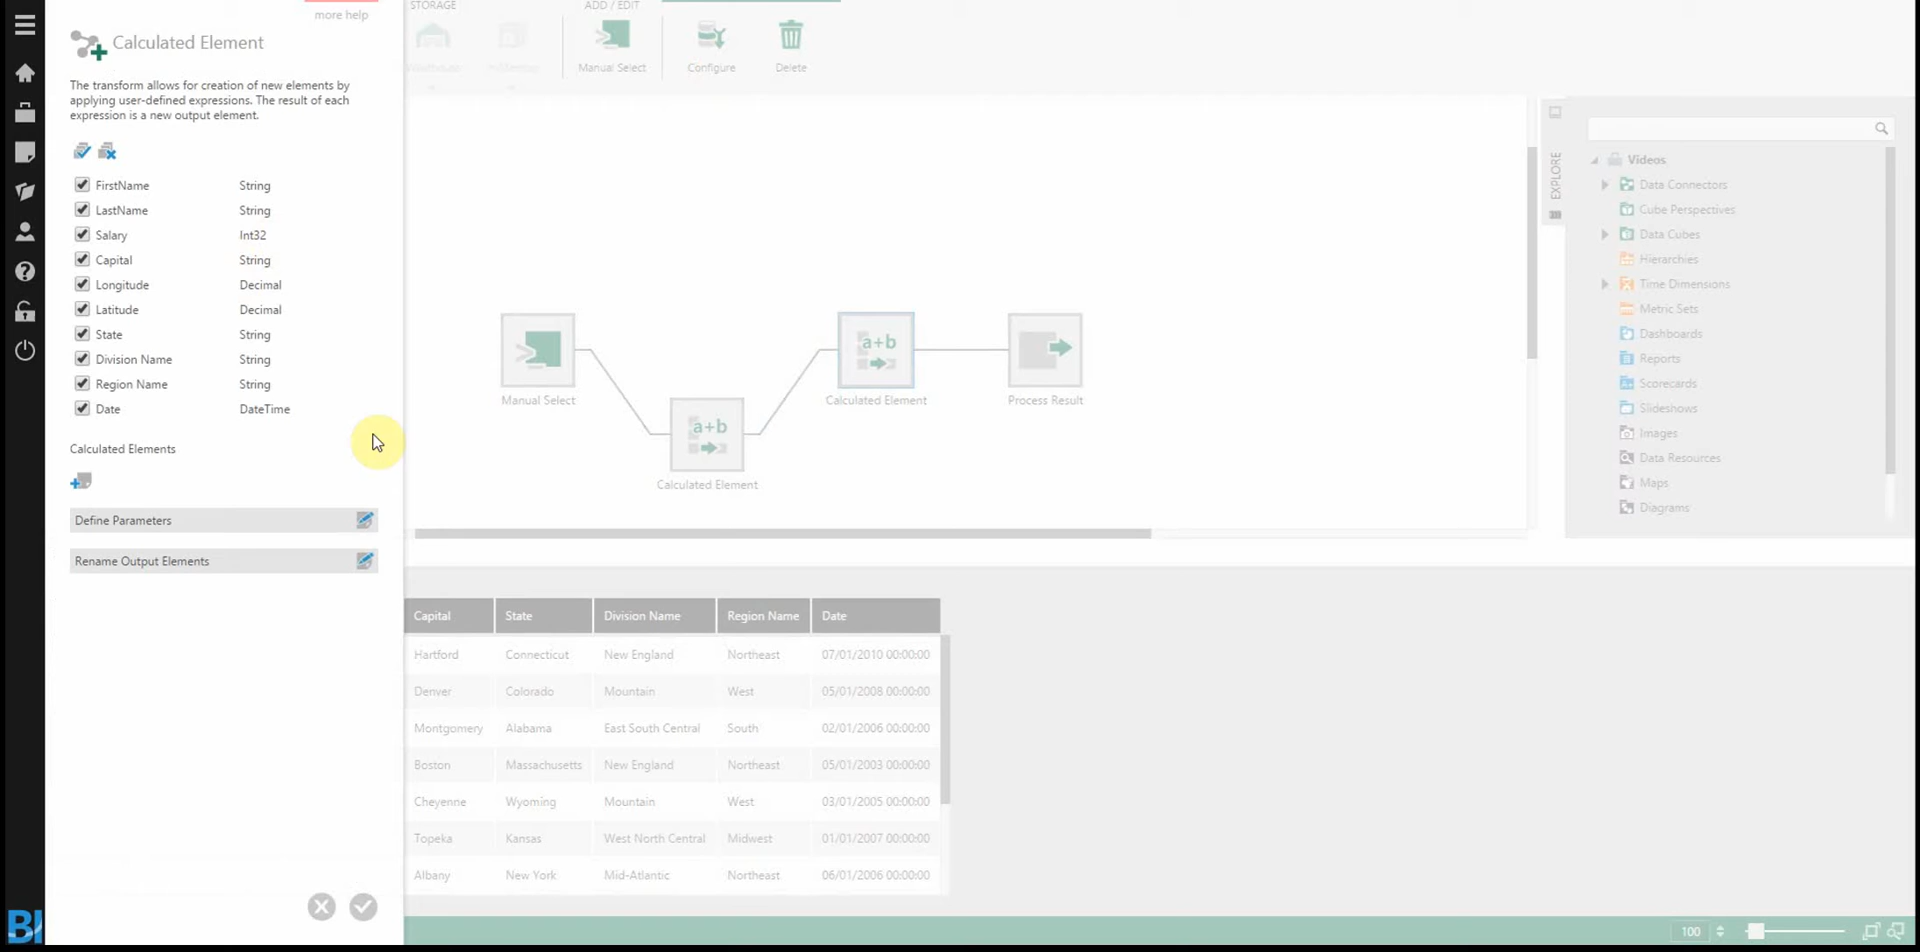 more help
Calculated Element
The transform allows for creation of new elements by
applying user-defined expressions. The result of each
expression is a new output element.
FirstName String
LastName String
Salary Int32
Capital String
Longitude Decimal
Latitude Decimal
State String
Division Name String
Region Name String
Date DateTime
Calculated Elements
Define Parameters
Rename Output Elements
BI
STORAGE
ADD / EDIT
Warehouse
In-Memory
Manual Select
Configure
Delete
Manual Select
Calculated Element
Calculated Element
Process Result
EXPLORE
Videos
Data Connectors
Cube Perspectives
Data Cubes
Hierarchies
Time Dimensions
Metric Sets
Dashboards
Reports
Scorecards
Slideshows
Images
Data Resources
Maps
Diagrams
Capital State Division Name Region Name Date
Hartford Connecticut New England Northeast 07/01/2010 00:00:00
Denver Colorado Mountain West 05/01/2008 00:00:00
Montgomery Alabama East South Central South 02/01/2006 00:00:00
Boston Massachusetts New England Northeast 05/01/2003 00:00:00
Cheyenne Wyoming Mountain West 03/01/2005 00:00:00
Topeka Kansas West North Central Midwest 01/01/2007 00:00:00
Albany New York Mid-Atlantic Northeast 06/01/2006 00:00:00
100